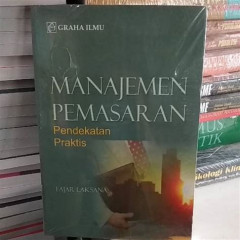 GRAHA ILMU
MANAJEMEN
PEMASARAN
Pendekatan
Praktis
FAJAR LAKSANA